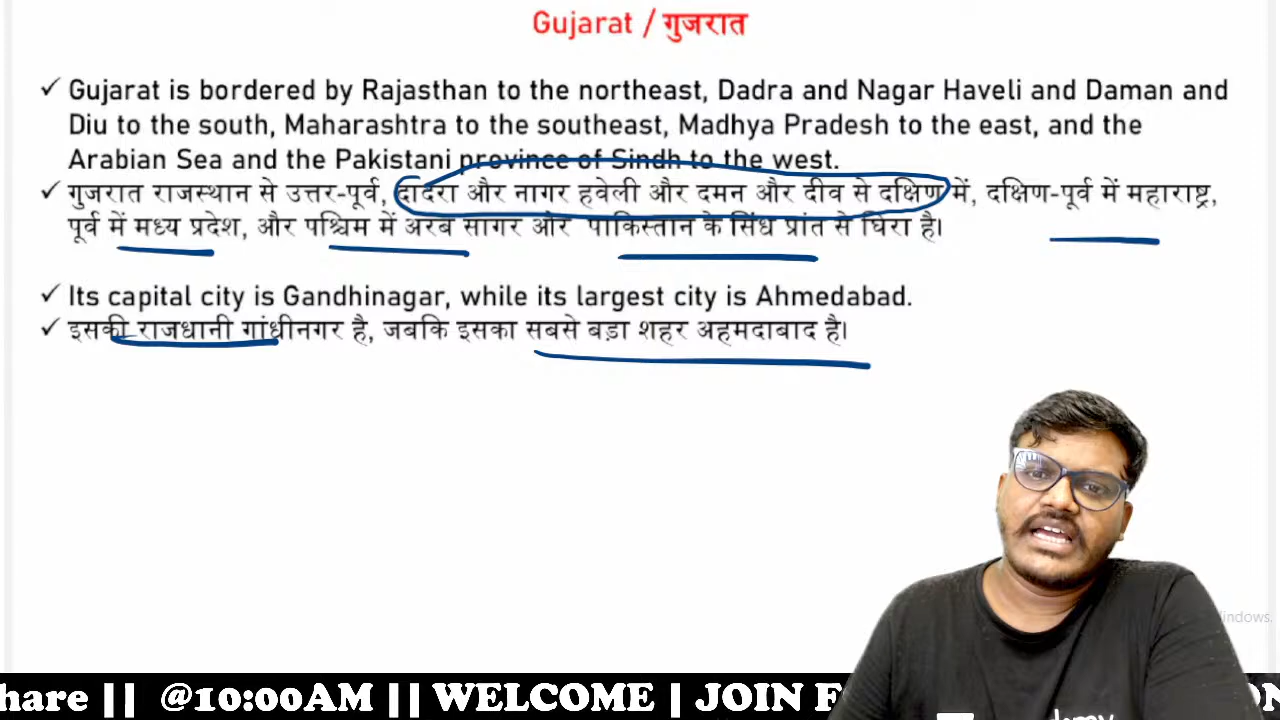 Gujarat / गुजरात
✓ Gujarat is bordered by Rajasthan to the northeast, Dadra and Nagar Haveli and Daman and
Diu to the south, Maharashtra to the southeast, Madhya Pradesh to the east, and the
Arabian Sea and the Pakistani province of Sindh to the west.
✓ गुजरात राजस्थान से उत्तर-पूर्व, दादरा और नागर हवेली और दमन और दीव से दक्षिण में, दक्षिण-पूर्व में महाराष्ट्र,
पूर्व में मध्य प्रदेश, और पश्चिम में अरब सागर और पाकिस्तान के सिंध प्रांत से घिरा है।
✓ Its capital city is Gandhinagar, while its largest city is Ahmedabad.
✓ इसकी राजधानी गांधीनगर है, जबकि इसका सबसे बड़ा शहर अहमदाबाद है।
hare || @10:00AM || WELCOME | JOIN